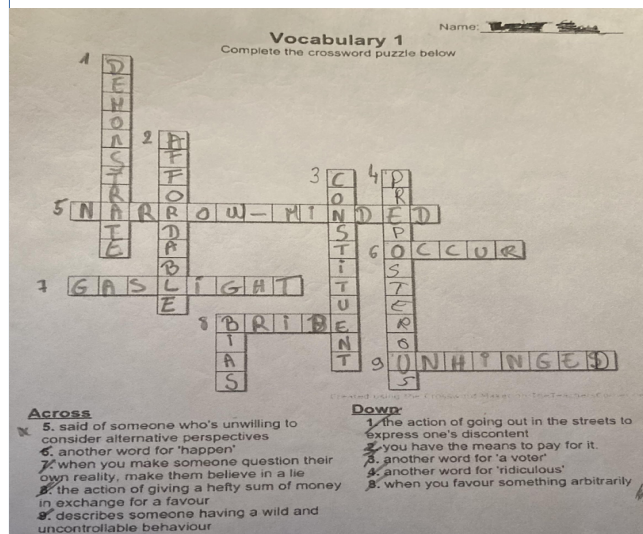 Name:
Vocabulary 1
Complete the crossword puzzle below
1 DEMONSTRATE
2 AFFORDABLE
3 CONSTITUENT
4 PREPOSTEROUS
5 NARROW-MINDED
6 OCCUR
7 GASLIGHT
8 BRIBE
BIAS
9 UNHINGED
Across
5. said of someone who's unwilling to
consider alternative perspectives
6. another word for 'happen'
7. when you make someone question their
own reality, make them believe in a lie
8. the action of giving a hefty sum of money
in exchange for a favour
9. describes someone having a wild and
uncontrollable behaviour
Down
1. the action of going out in the streets to
express one's discontent
2. you have the means to pay for it.
3. another word for 'a voter'
4. another word for 'ridiculous'
8. when you favour something arbitrarily